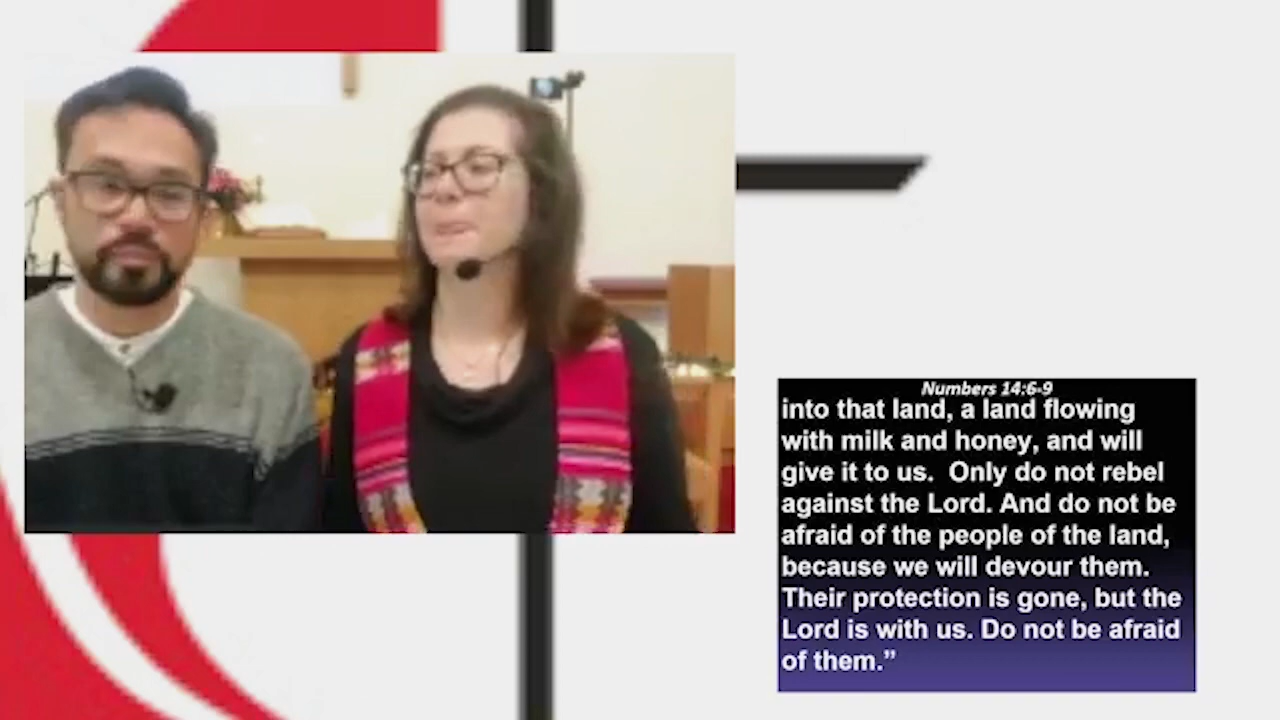 Numbers 14:6-9
into that land, a land flowing
with milk and honey, and will
give it to us.  Only do not rebel
against the Lord. And do not be
afraid of the people of the land,
because we will devour them.
Their protection is gone, but the
Lord is with us. Do not be afraid
of them.”